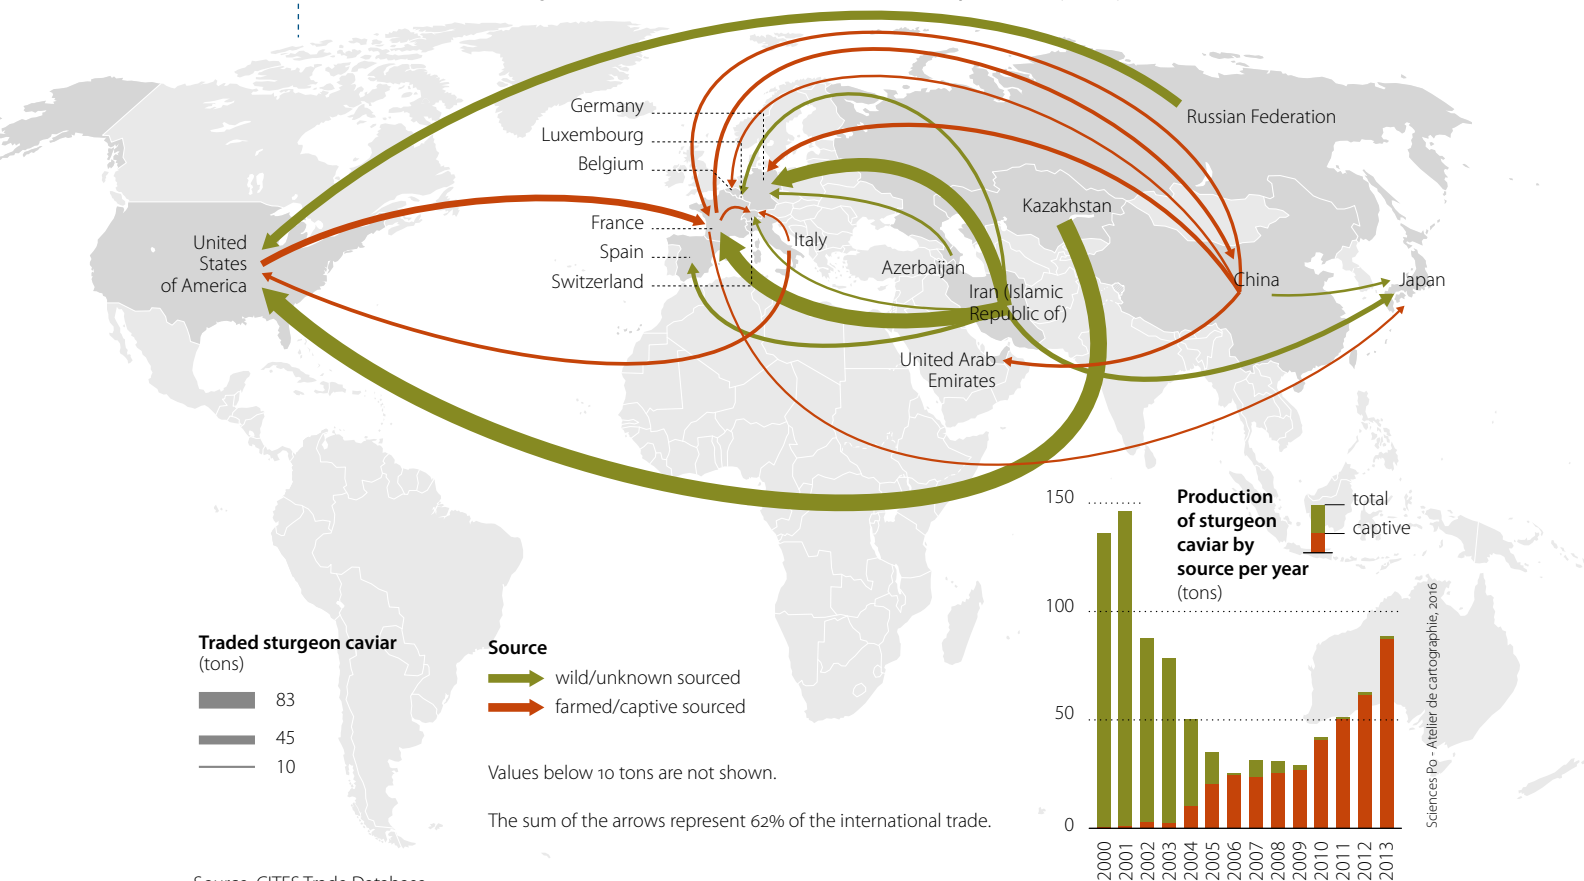 Germany
Luxembourg
Belgium
France
Spain
Switzerland
Italy
United
States
of America
Russian Federation
Kazakhstan
Azerbaijan
Iran (Islamic
Republic of)
China
Japan
United Arab
Emirates
Traded sturgeon caviar
(tons)
83
45
10
Source
wild/unknown sourced
farmed/captive sourced
Values below 10 tons are not shown.
The sum of the arrows represent 62% of the international trade.
Production
of sturgeon
caviar by
source per year
(tons)
total
captive
150
100
50
0
2000
2001
2002
2003
2004
2005
2006
2007
2008
2009
2010
2011
2012
2013
Sciences Po - Atelier de cartographie, 2016
Source: CITES Trade Database